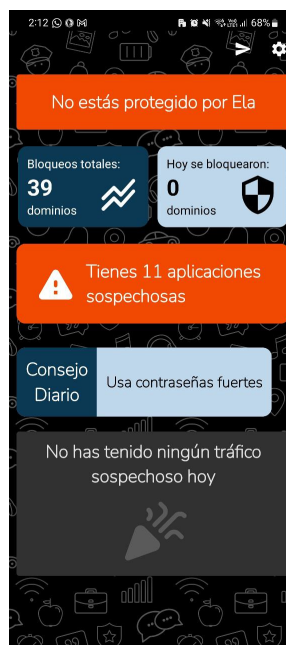 2:12
68%
No estás protegido por Ela
Bloqueos totales:
39
dominios
Hoy se bloquearon:
0
dominios
Tienes 11 aplicaciones
sospechosas
Consejo
Diario
Usa contraseñas fuertes
No has tenido ningún tráfico
sospechoso hoy